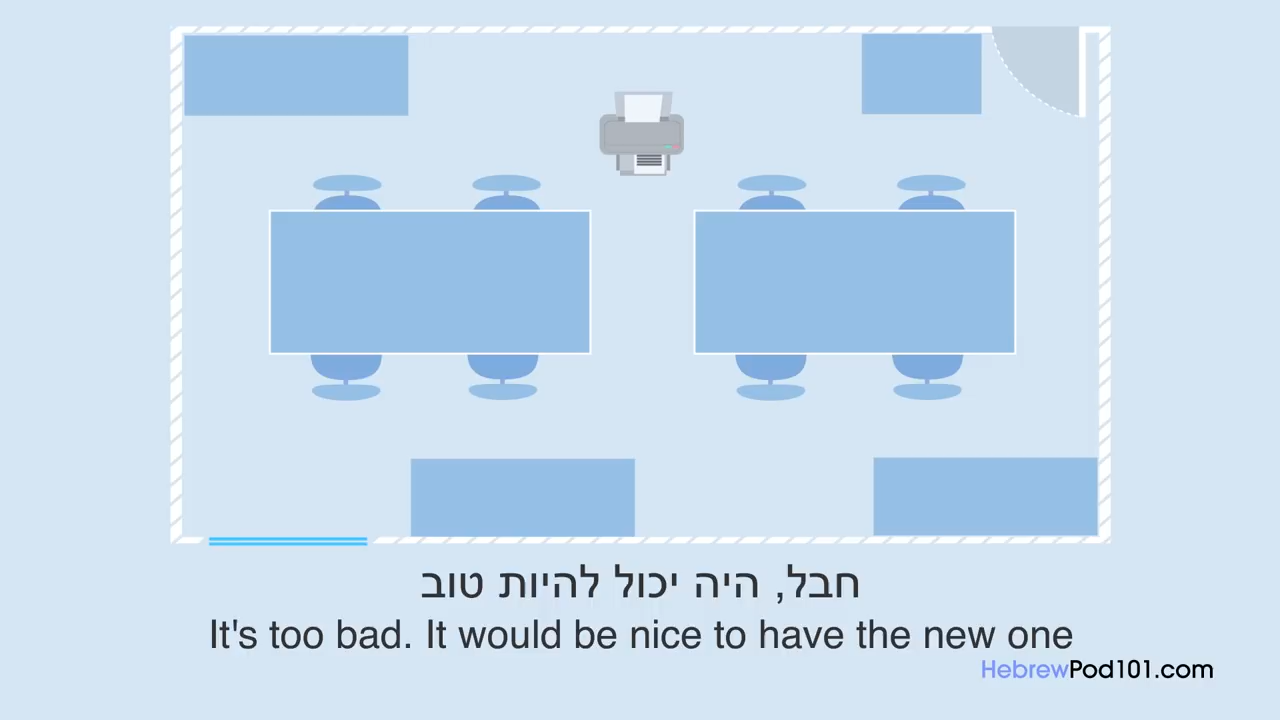 חבל, היה יכול להיות טוב
It's too bad. It would be nice to have the new one
HebrewPod101.com